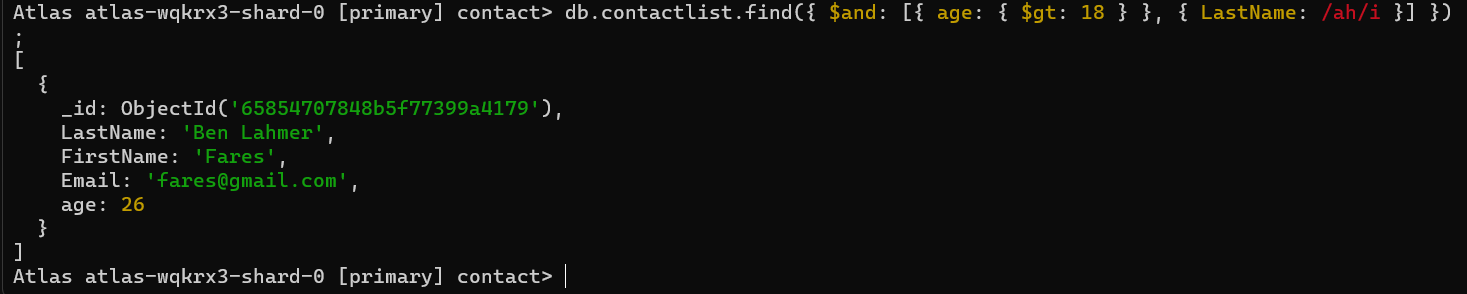 Atlas atlas-wqkrx3-shard-0 [primary] contact> db.contactlist.find({ $and: [{ age: { $gt: 18 } }, { LastName: /ah/i }] })
;
[
  {
    _id: ObjectId('65854707848b5f77399a4179'),
    LastName: 'Ben Lahmer',
    FirstName: 'Fares',
    Email: 'fares@gmail.com',
    age: 26
  }
]
Atlas atlas-wqkrx3-shard-0 [primary] contact>